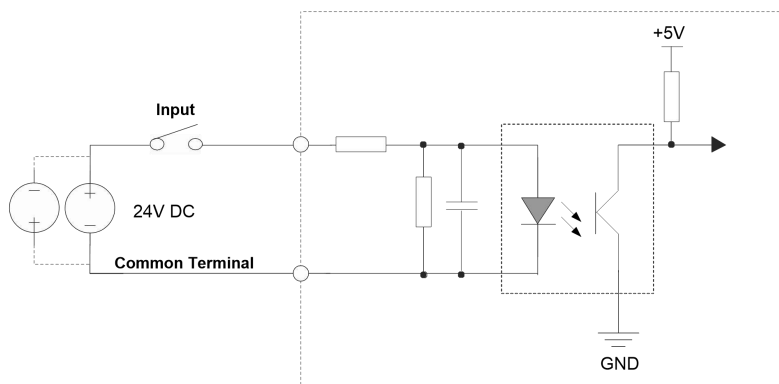 +5V
Input
24V DC
Common Terminal
GND